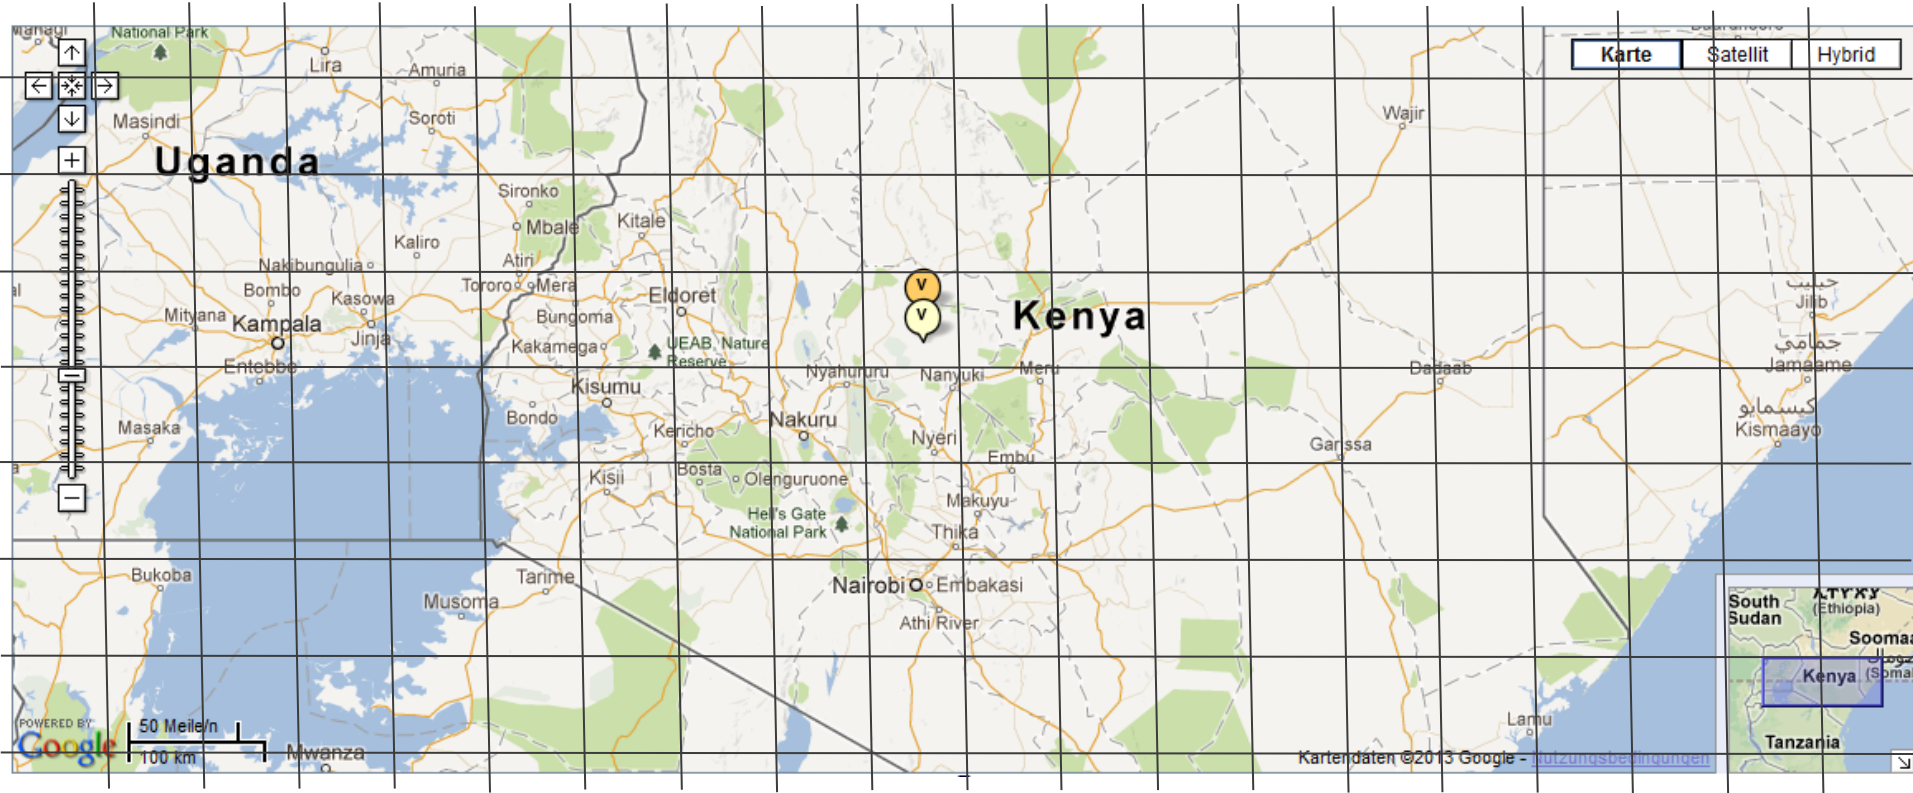 National Park
Lira
Amuria
Karte
Satellit
Hybrid
Masindi
Soroti
Wajir
Uganda
Sironko
Kitale
Mbale
Kaliro
Atiri
Nakibungulia
Tororo
Mera
Bombo
Kasowa
Eldoret
V
V
جيليب
Jilib
Mityana
Kampala
Jinja
Bungoma
Kenya
Kakamega
UEAB, Nature
Reserve
جمامي
Jamaame
Entebbe
Nyahururu
Nanyuki
Meru
Dadaab
Kisumu
كيسمايو
Kismaayo
Bondo
Masaka
Kericho
Nakuru
Nyeri
Garissa
Embu
Bosta
Kisii
Olenguruone
Makuyu
Hell's Gate
National Park
Thika
Bukoba
Tarime
Nairobi
Embakasi
Musoma
Athi River
South
Sudan
(Ethiopia)
Kenya
Tanzania
Lamu
POWERED BY
Google
50 Meile/n
100 km
Mwanza
Kartendaten ©2013 Google - Nutzungsbedingungen